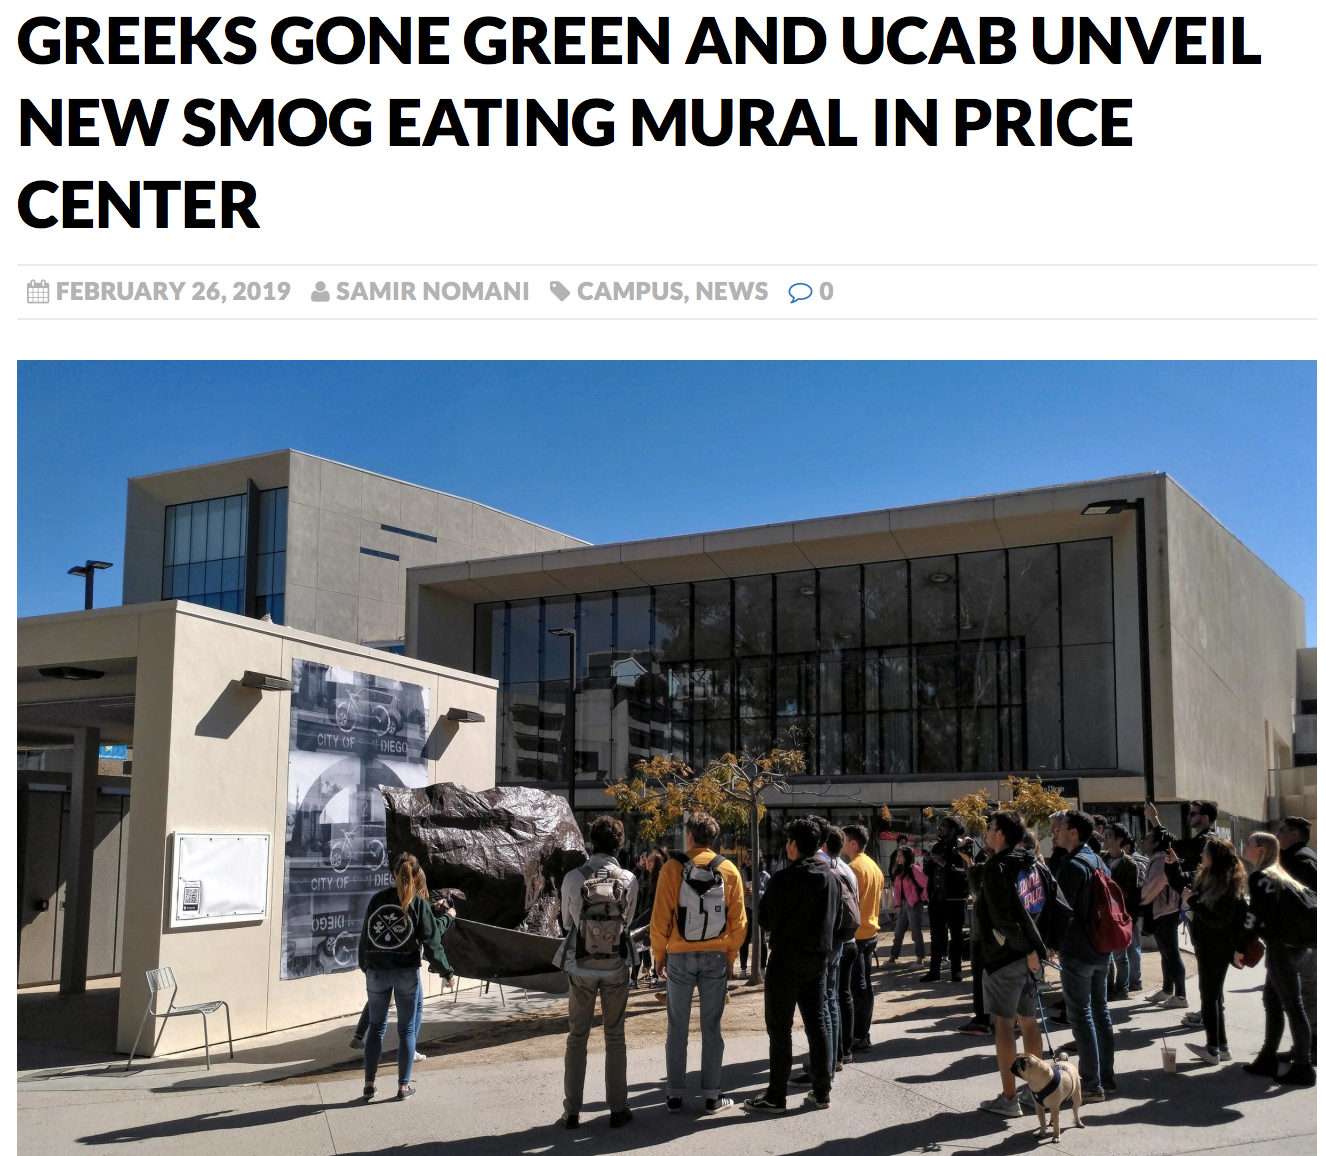 GREEKS GONE GREEN AND UCAB UNVEIL
NEW SMOG EATING MURAL IN PRICE
CENTER
FEBRUARY 26, 2019 SAMIR NOMANI CAMPUS, NEWS 0
CITY OF DIEGO
CITY OF DIEGO
DIEGO